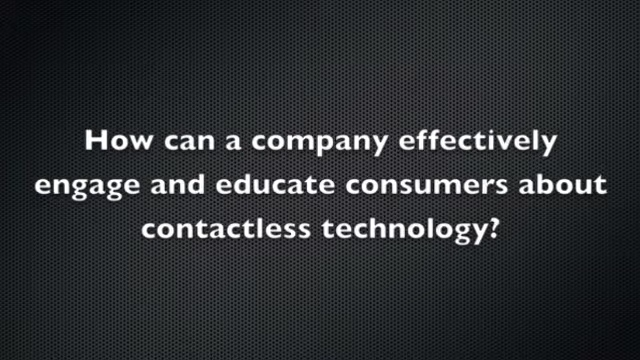 How can a company effectively
engage and educate consumers about
contactless technology?